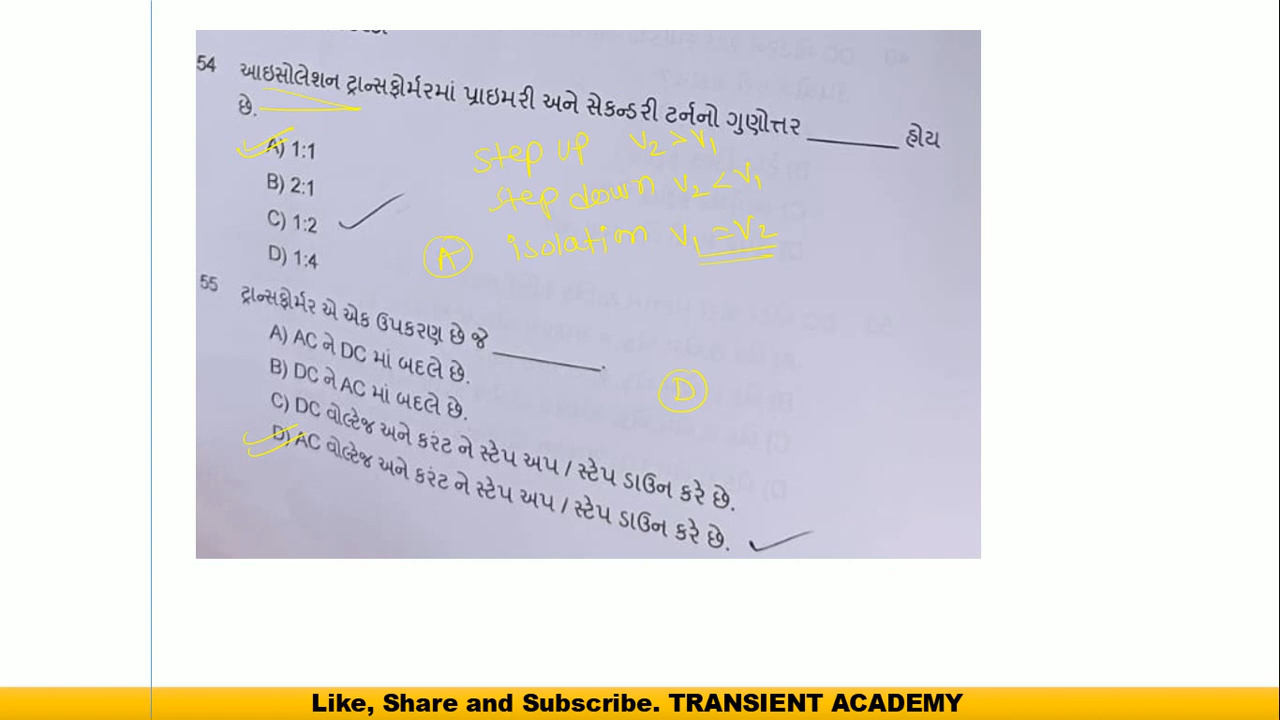 54 આઇસોલેશન ટ્રાન્સફોર્મરમાં પ્રાઇમરી અને સેકન્ડરી ટર્નનો ગુણોત્તર ________ હોય
છે.
A) 1:1
B) 2:1
C) 1:2
D) 1:4
step up V2 > V1
step down V2 < V1
A isolation V1 = V2
55 ટ્રાન્સફોર્મર એ એક ઉપકરણ છે જે ________
A) AC ને DC માં બદલે છે.
B) DC ને AC માં બદલે છે.
C) DC વોલ્ટેજ અને કરંટ ને સ્ટેપ અપ / સ્ટેપ ડાઉન કરે છે.
D) AC વોલ્ટેજ અને કરંટ ને સ્ટેપ અપ / સ્ટેપ ડાઉન કરે છે.
D
Like, Share and Subscribe. TRANSIENT ACADEMY